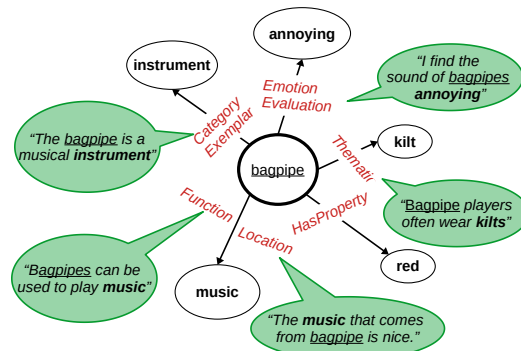 annoying
instrument
Emotion
Evaluation
"I find the
sound of bagpipes
annoying"
Category
Exemplar
"The bagpipe is a
musical instrument"
bagpipe
Thematic
kilt
"Bagpipe players
often wear kilts"
HasProperty
red
Function
Location
music
"Bagpipes can be
used to play music"
"The music that comes
from bagpipe is nice."